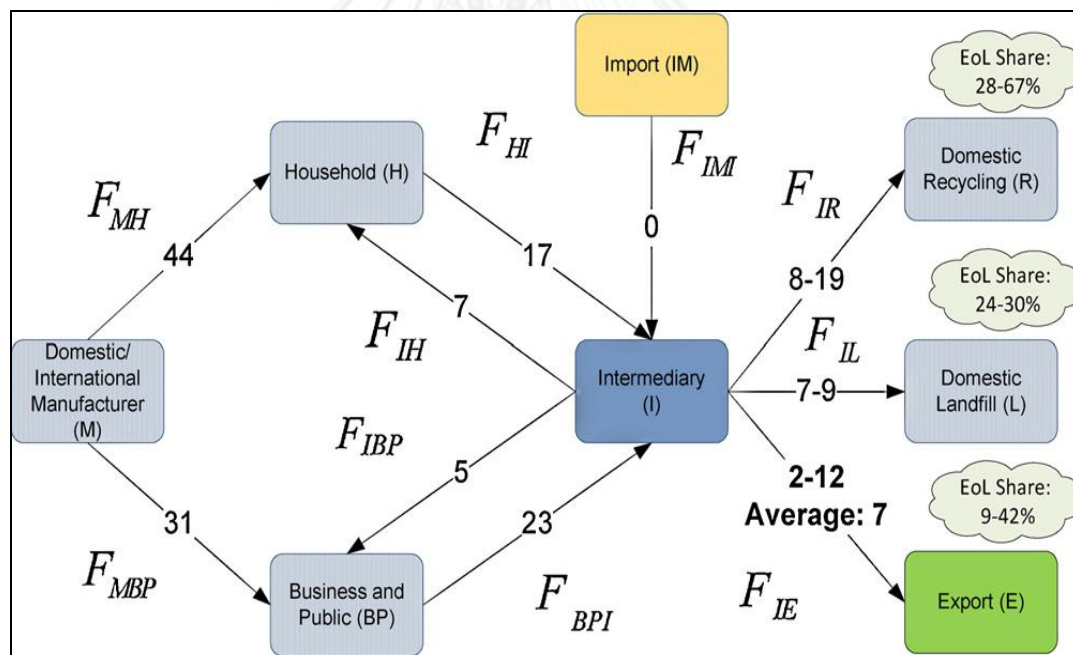 Import (IM)
EoL Share:
28-67%
Household (H)
F_HI
F_IMI
Domestic
Recycling (R)
F_MH
F_IR
44
17
0
8-19
EoL Share:
24-30%
7
F_IH
F_IL
Domestic/
International
Manufacturer
(M)
Intermediary
(I)
7-9
Domestic
Landfill (L)
F_IBP
5
2-12
Average: 7
EoL Share:
9-42%
31
23
F_MBP
Business and
Public (BP)
F_BPI
F_IE
Export (E)